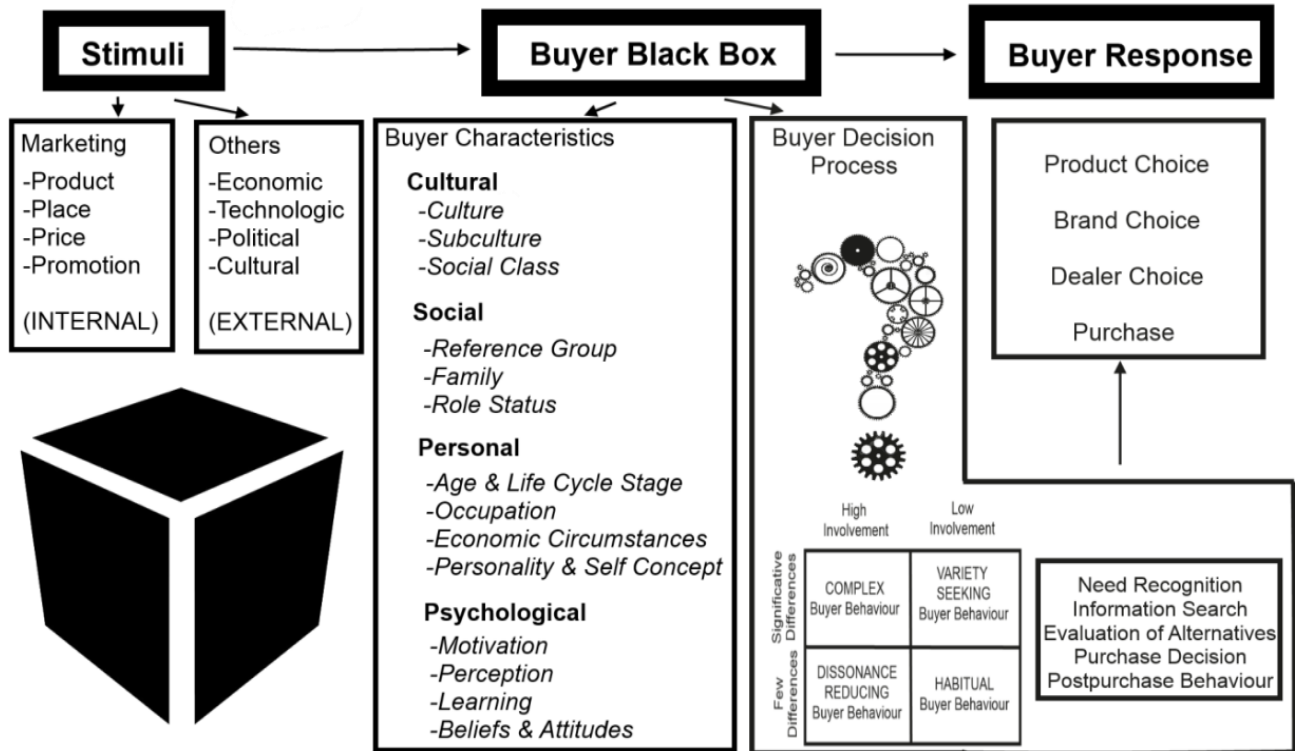 Stimuli
Buyer Black Box
Buyer Response
Marketing
-Product
-Place
-Price
-Promotion
(INTERNAL)
Others
-Economic
-Technologic
-Political
-Cultural
(EXTERNAL)
Buyer Characteristics
Cultural
-Culture
-Subculture
-Social Class
Social
-Reference Group
-Family
-Role Status
Personal
-Age & Life Cycle Stage
-Occupation
-Economic Circumstances
-Personality & Self Concept
Psychological
-Motivation
-Perception
-Learning
-Beliefs & Attitudes
Buyer Decision
Process
High
Involvement
Low
Involvement
Significative
Differences
COMPLEX
Buyer Behaviour
VARIETY
SEEKING
Buyer Behaviour
Few
Differences
DISSONANCE
REDUCING
Buyer Behaviour
HABITUAL
Buyer Behaviour
Need Recognition
Information Search
Evaluation of Alternatives
Purchase Decision
Postpurchase Behaviour
Product Choice
Brand Choice
Dealer Choice
Purchase